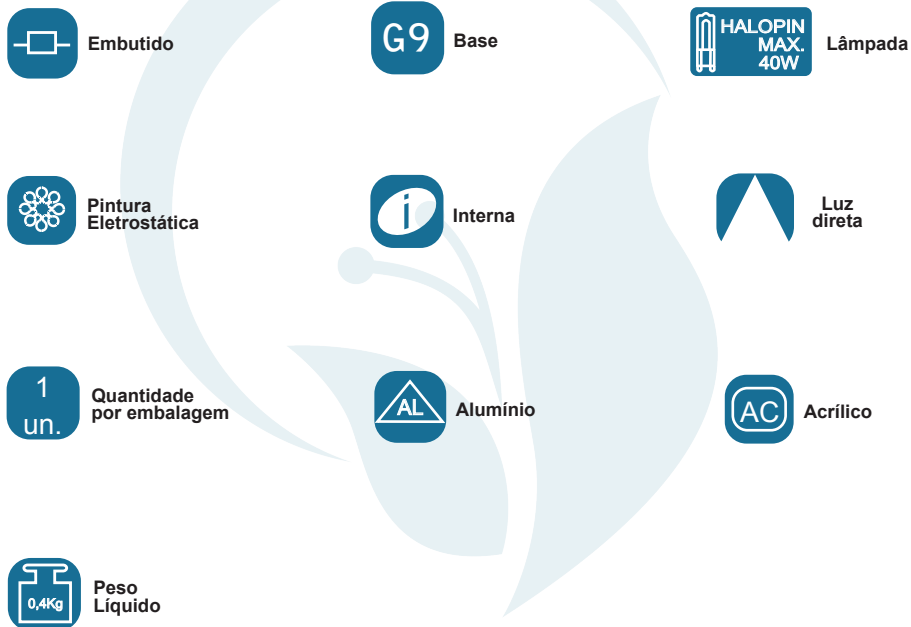 Embutido
G9
Base
HALOPIN
MAX.
40W
Lâmpada
Pintura
Eletrostática
i
Interna
Luz
direta
1
un.
Quantidade
por embalagem
AL
Alumínio
AC
Acrílico
0,4Kg
Peso
Líquido